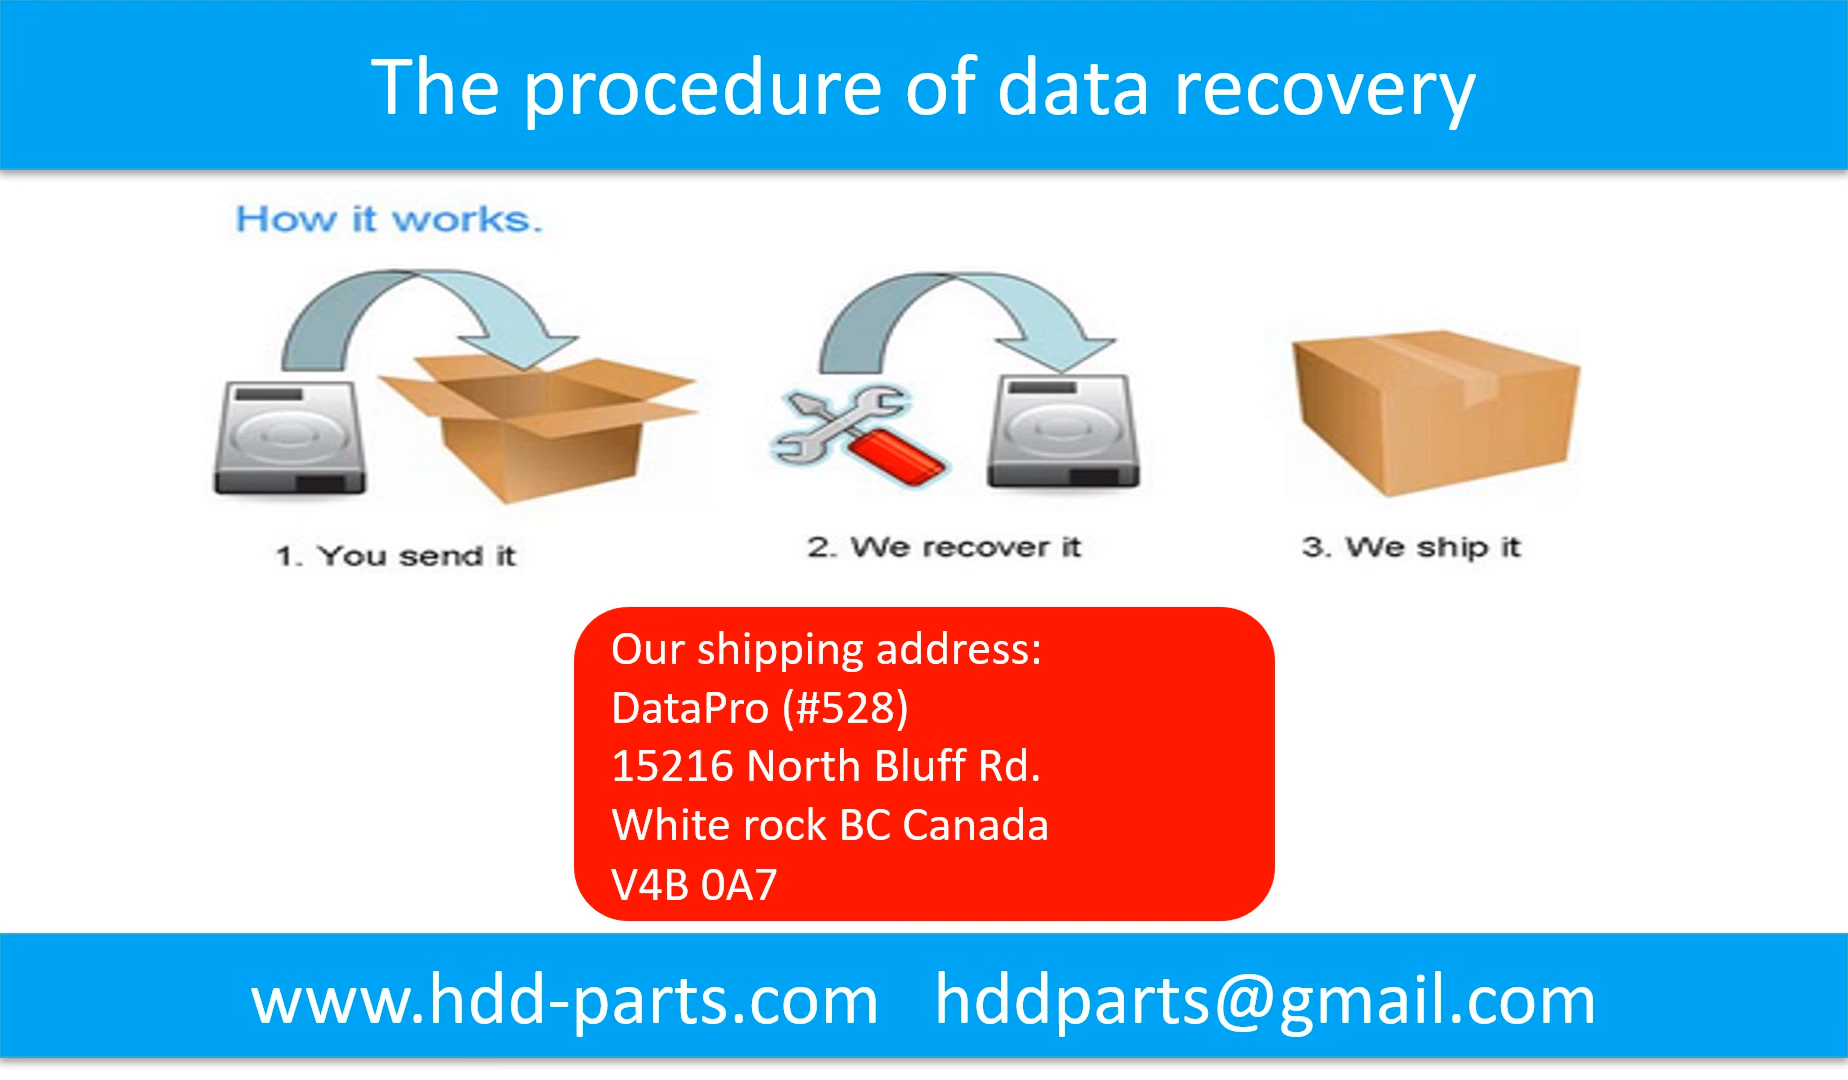 The procedure of data recovery
How it works.
1. You send it
2. We recover it
3. We ship it
Our shipping address:
DataPro (#528)
15216 North Bluff Rd.
White rock BC Canada
V4B 0A7
www.hdd-parts.com hddparts@gmail.com